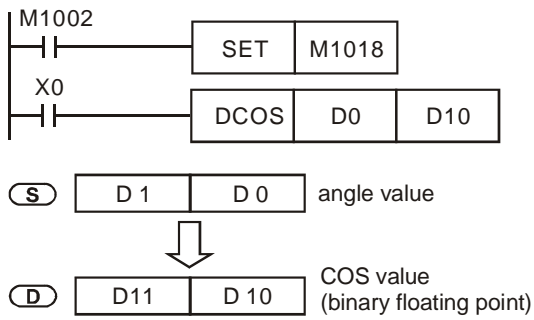 M1002
SET M1018
X0
DCOS D0 D10
S D 1 D 0 angle value
D D11 D 10 COS value
(binary floating point)